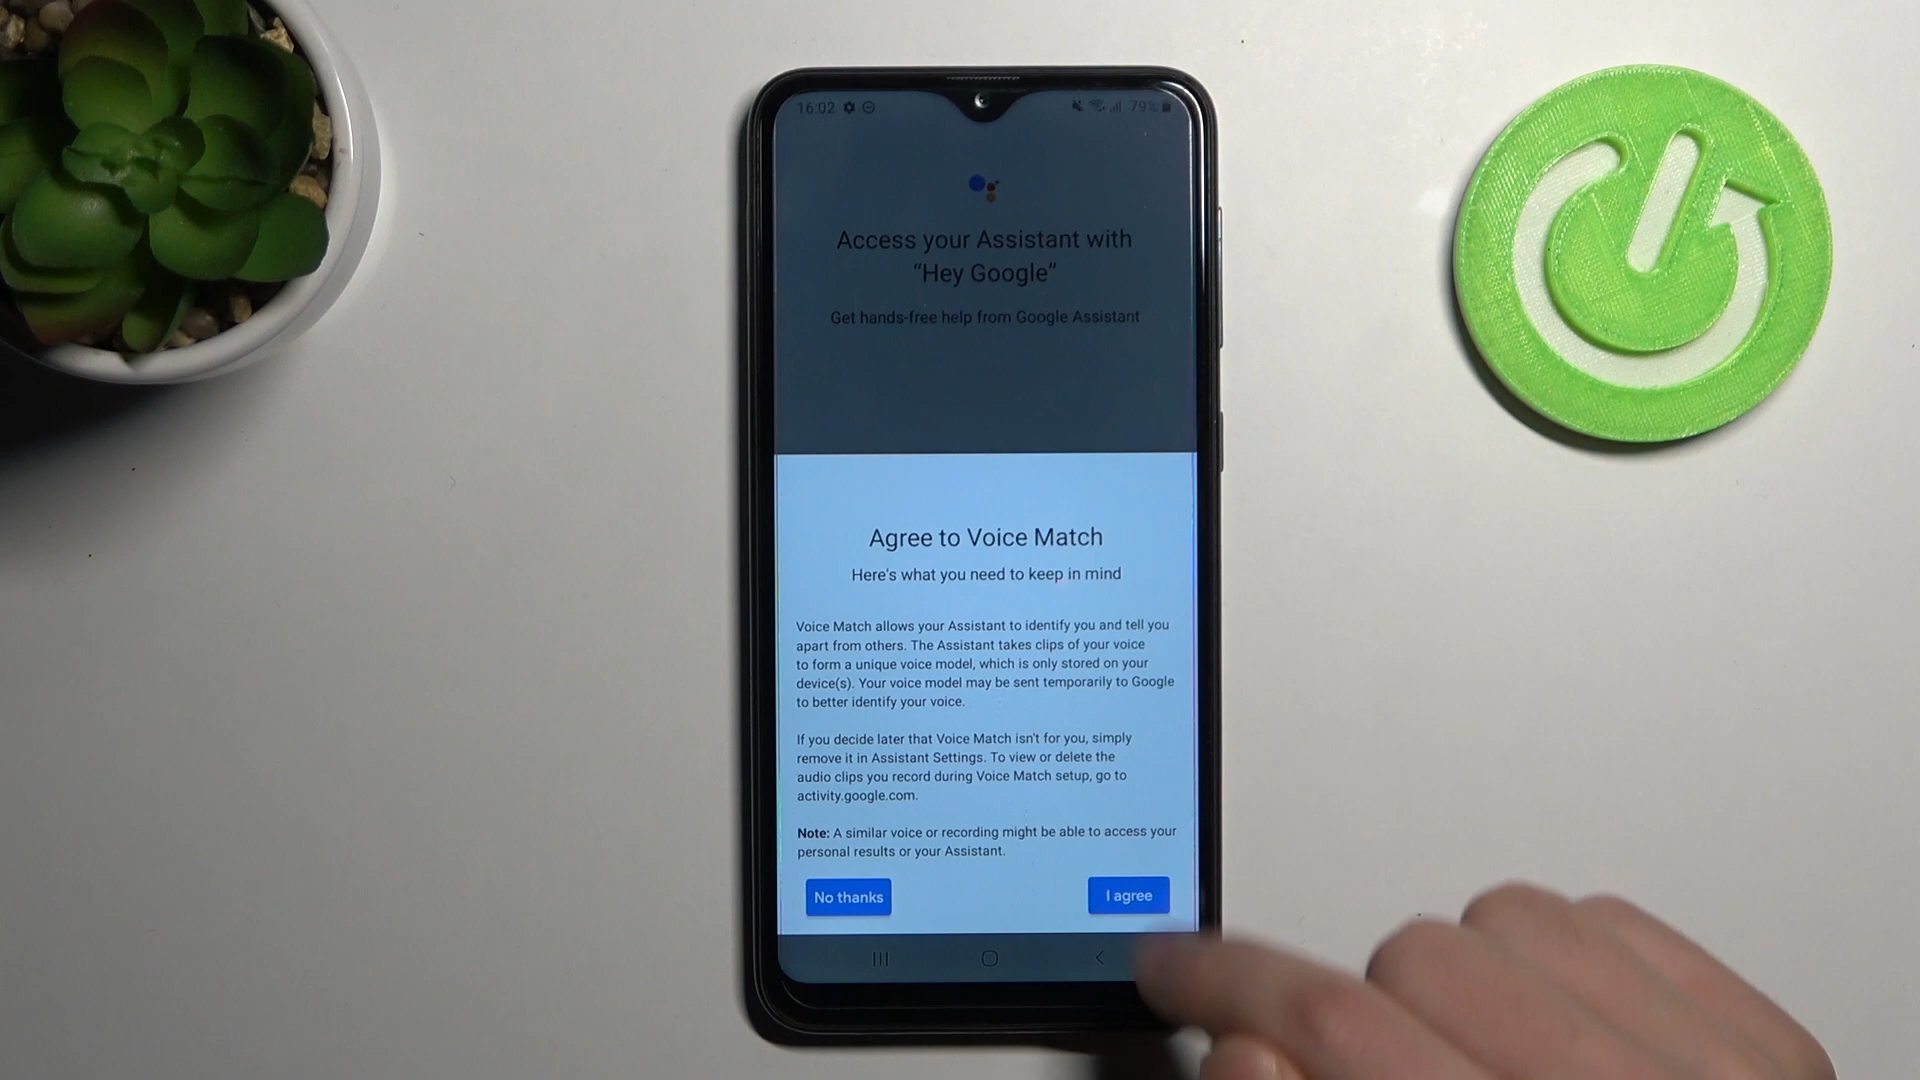 16:02 79%
Access your Assistant with
“Hey Google”
Get hands-free help from Google Assistant
Agree to Voice Match
Here's what you need to keep in mind
Voice Match allows your Assistant to identify you and tell you
apart from others. The Assistant takes clips of your voice
to form a unique voice model, which is only stored on your
device(s). Your voice model may be sent temporarily to Google
to better identify your voice.
If you decide later that Voice Match isn't for you, simply
remove it in Assistant Settings. To view or delete the
audio clips you record during Voice Match setup, go to
activity.google.com.
Note: A similar voice or recording might be able to access your
personal results or your Assistant.
No thanks I agree